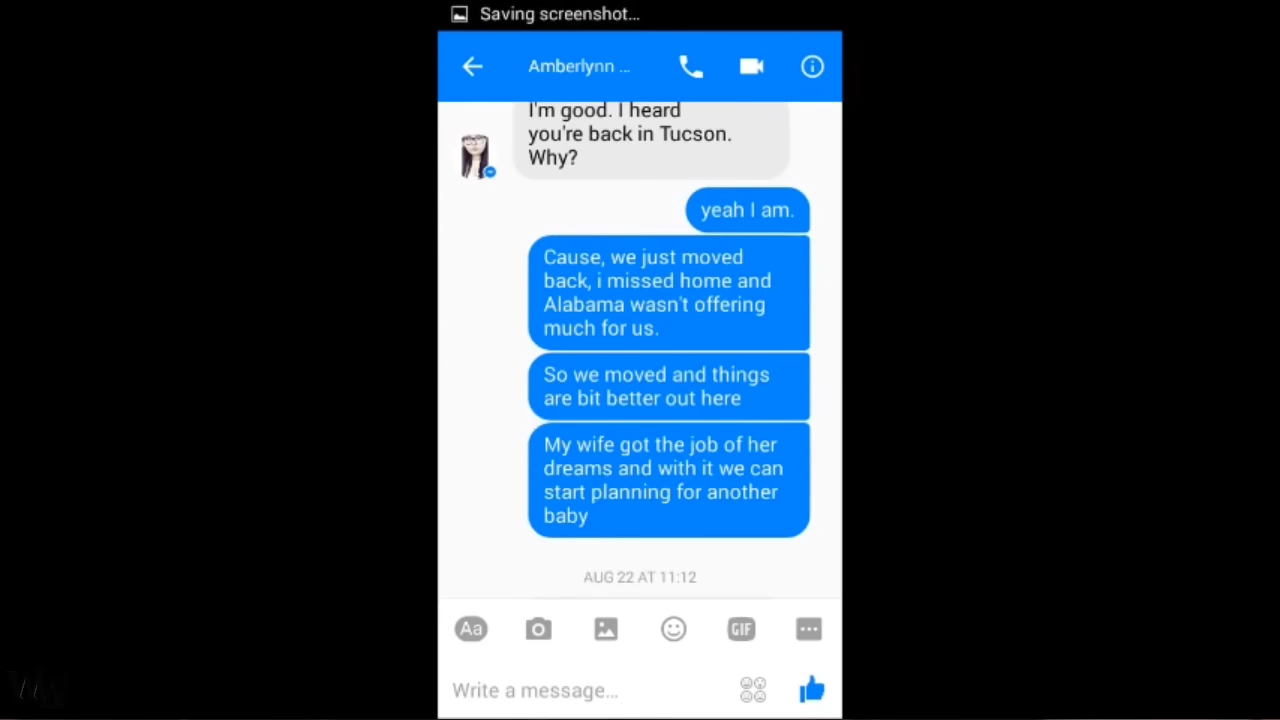 Saving screenshot...
Amberlynn ...
I'm good. I heard
you're back in Tucson.
Why?
yeah I am.
Cause, we just moved
back, i missed home and
Alabama wasn't offering
much for us.
So we moved and things
are bit better out here
My wife got the job of her
dreams and with it we can
start planning for another
baby
AUG 22 AT 11:12
Aa
GIF
Write a message...